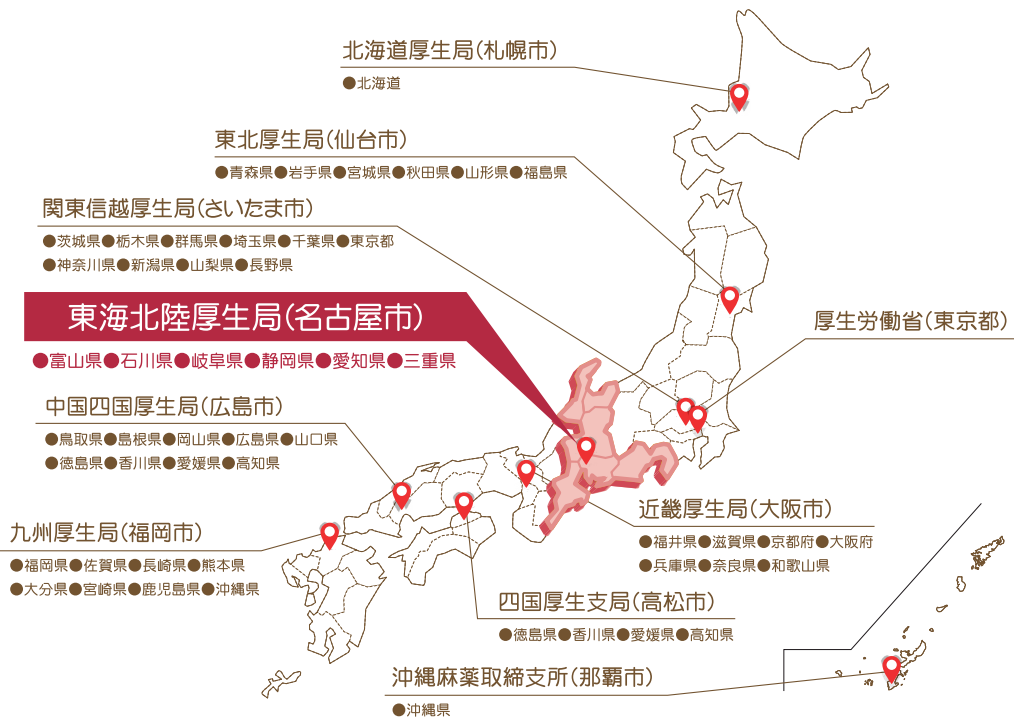 北海道厚生局(札幌市)
●北海道
東北厚生局(仙台市)
●青森県●岩手県●宮城県●秋田県●山形県●福島県
関東信越厚生局(さいたま市)
●茨城県●栃木県●群馬県●埼玉県●千葉県●東京都
●神奈川県●新潟県●山梨県●長野県
東海北陸厚生局(名古屋市)
●富山県●石川県●岐阜県●静岡県●愛知県●三重県
厚生労働省(東京都)
中国四国厚生局(広島市)
●鳥取県●島根県●岡山県●広島県●山口県
●徳島県●香川県●愛媛県●高知県
近畿厚生局(大阪市)
●福井県●滋賀県●京都府●大阪府
●兵庫県●奈良県●和歌山県
九州厚生局(福岡市)
●福岡県●佐賀県●長崎県●熊本県
●大分県●宮崎県●鹿児島県●沖縄県
四国厚生支局(高松市)
●徳島県●香川県●愛媛県●高知県
沖縄麻薬取締支所(那覇市)
●沖縄県